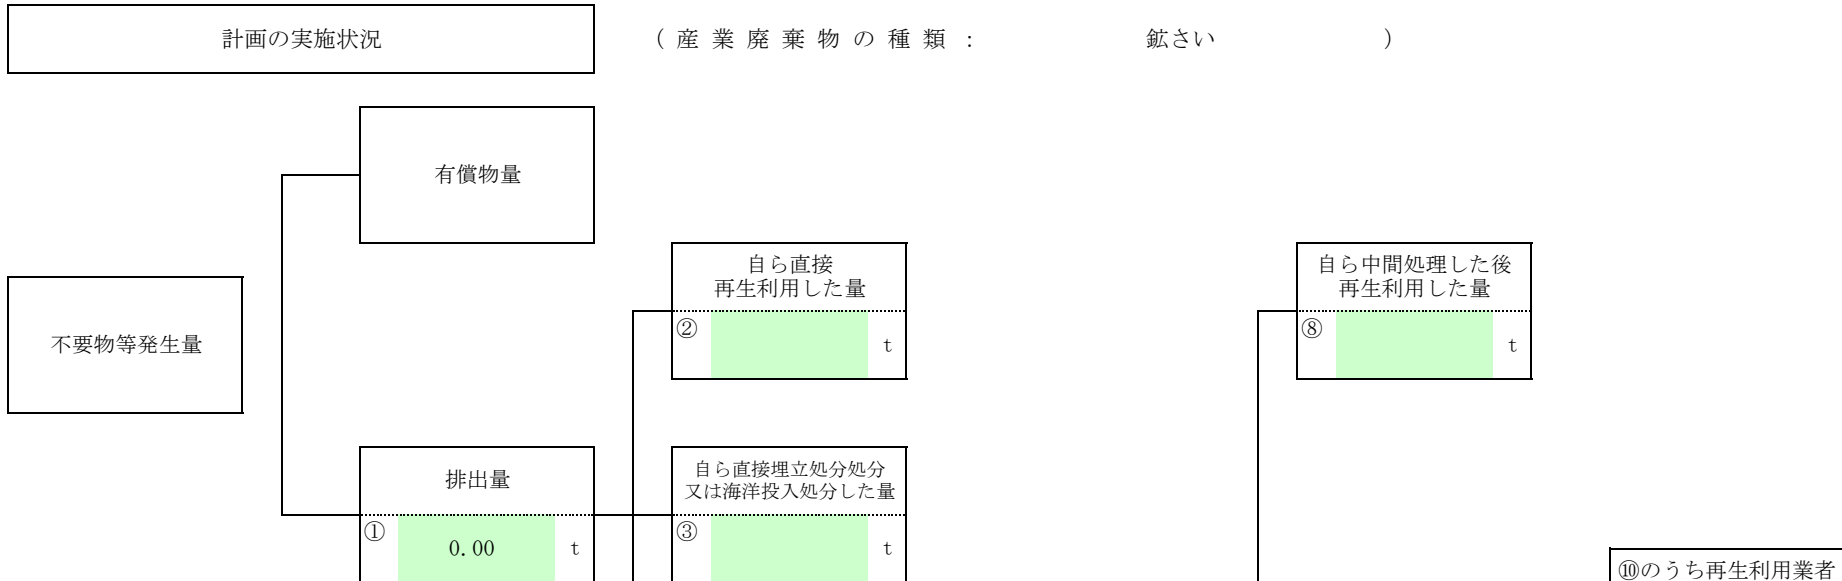 計画の実施状況
（産業廃棄物の種類： 鉱さい ）
有償物量
自ら直接
再生利用した量
② t
自ら中間処理した後
再生利用した量
⑧ t
不要物等発生量
排出量
① 0.00 t
自ら直接埋立処分処分
又は海洋投入処分した量
③ t
⑩のうち再生利用業者